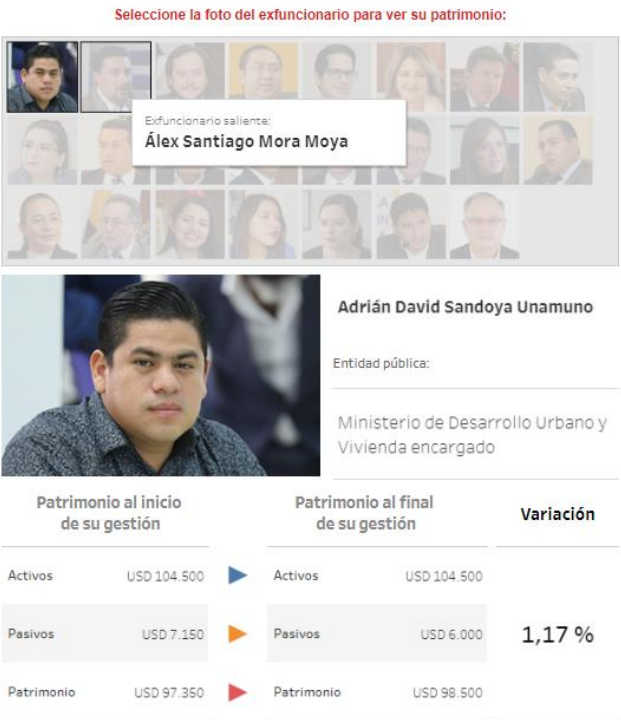 Seleccione la foto del exfuncionario para ver su patrimonio:
Exfuncionario saliente:
Álex Santiago Mora Moya
Adrián David Sandoya Unamuno
Entidad pública:
Ministerio de Desarrollo Urbano y
Vivienda encargado
Patrimonio al inicio
de su gestión
Patrimonio al final
de su gestión
Variación
Activos USD 104.500 Activos USD 104.500
Pasivos USD 7.150 Pasivos USD 6.000 1,17 %
Patrimonio USD 97.350 Patrimonio USD 98.500